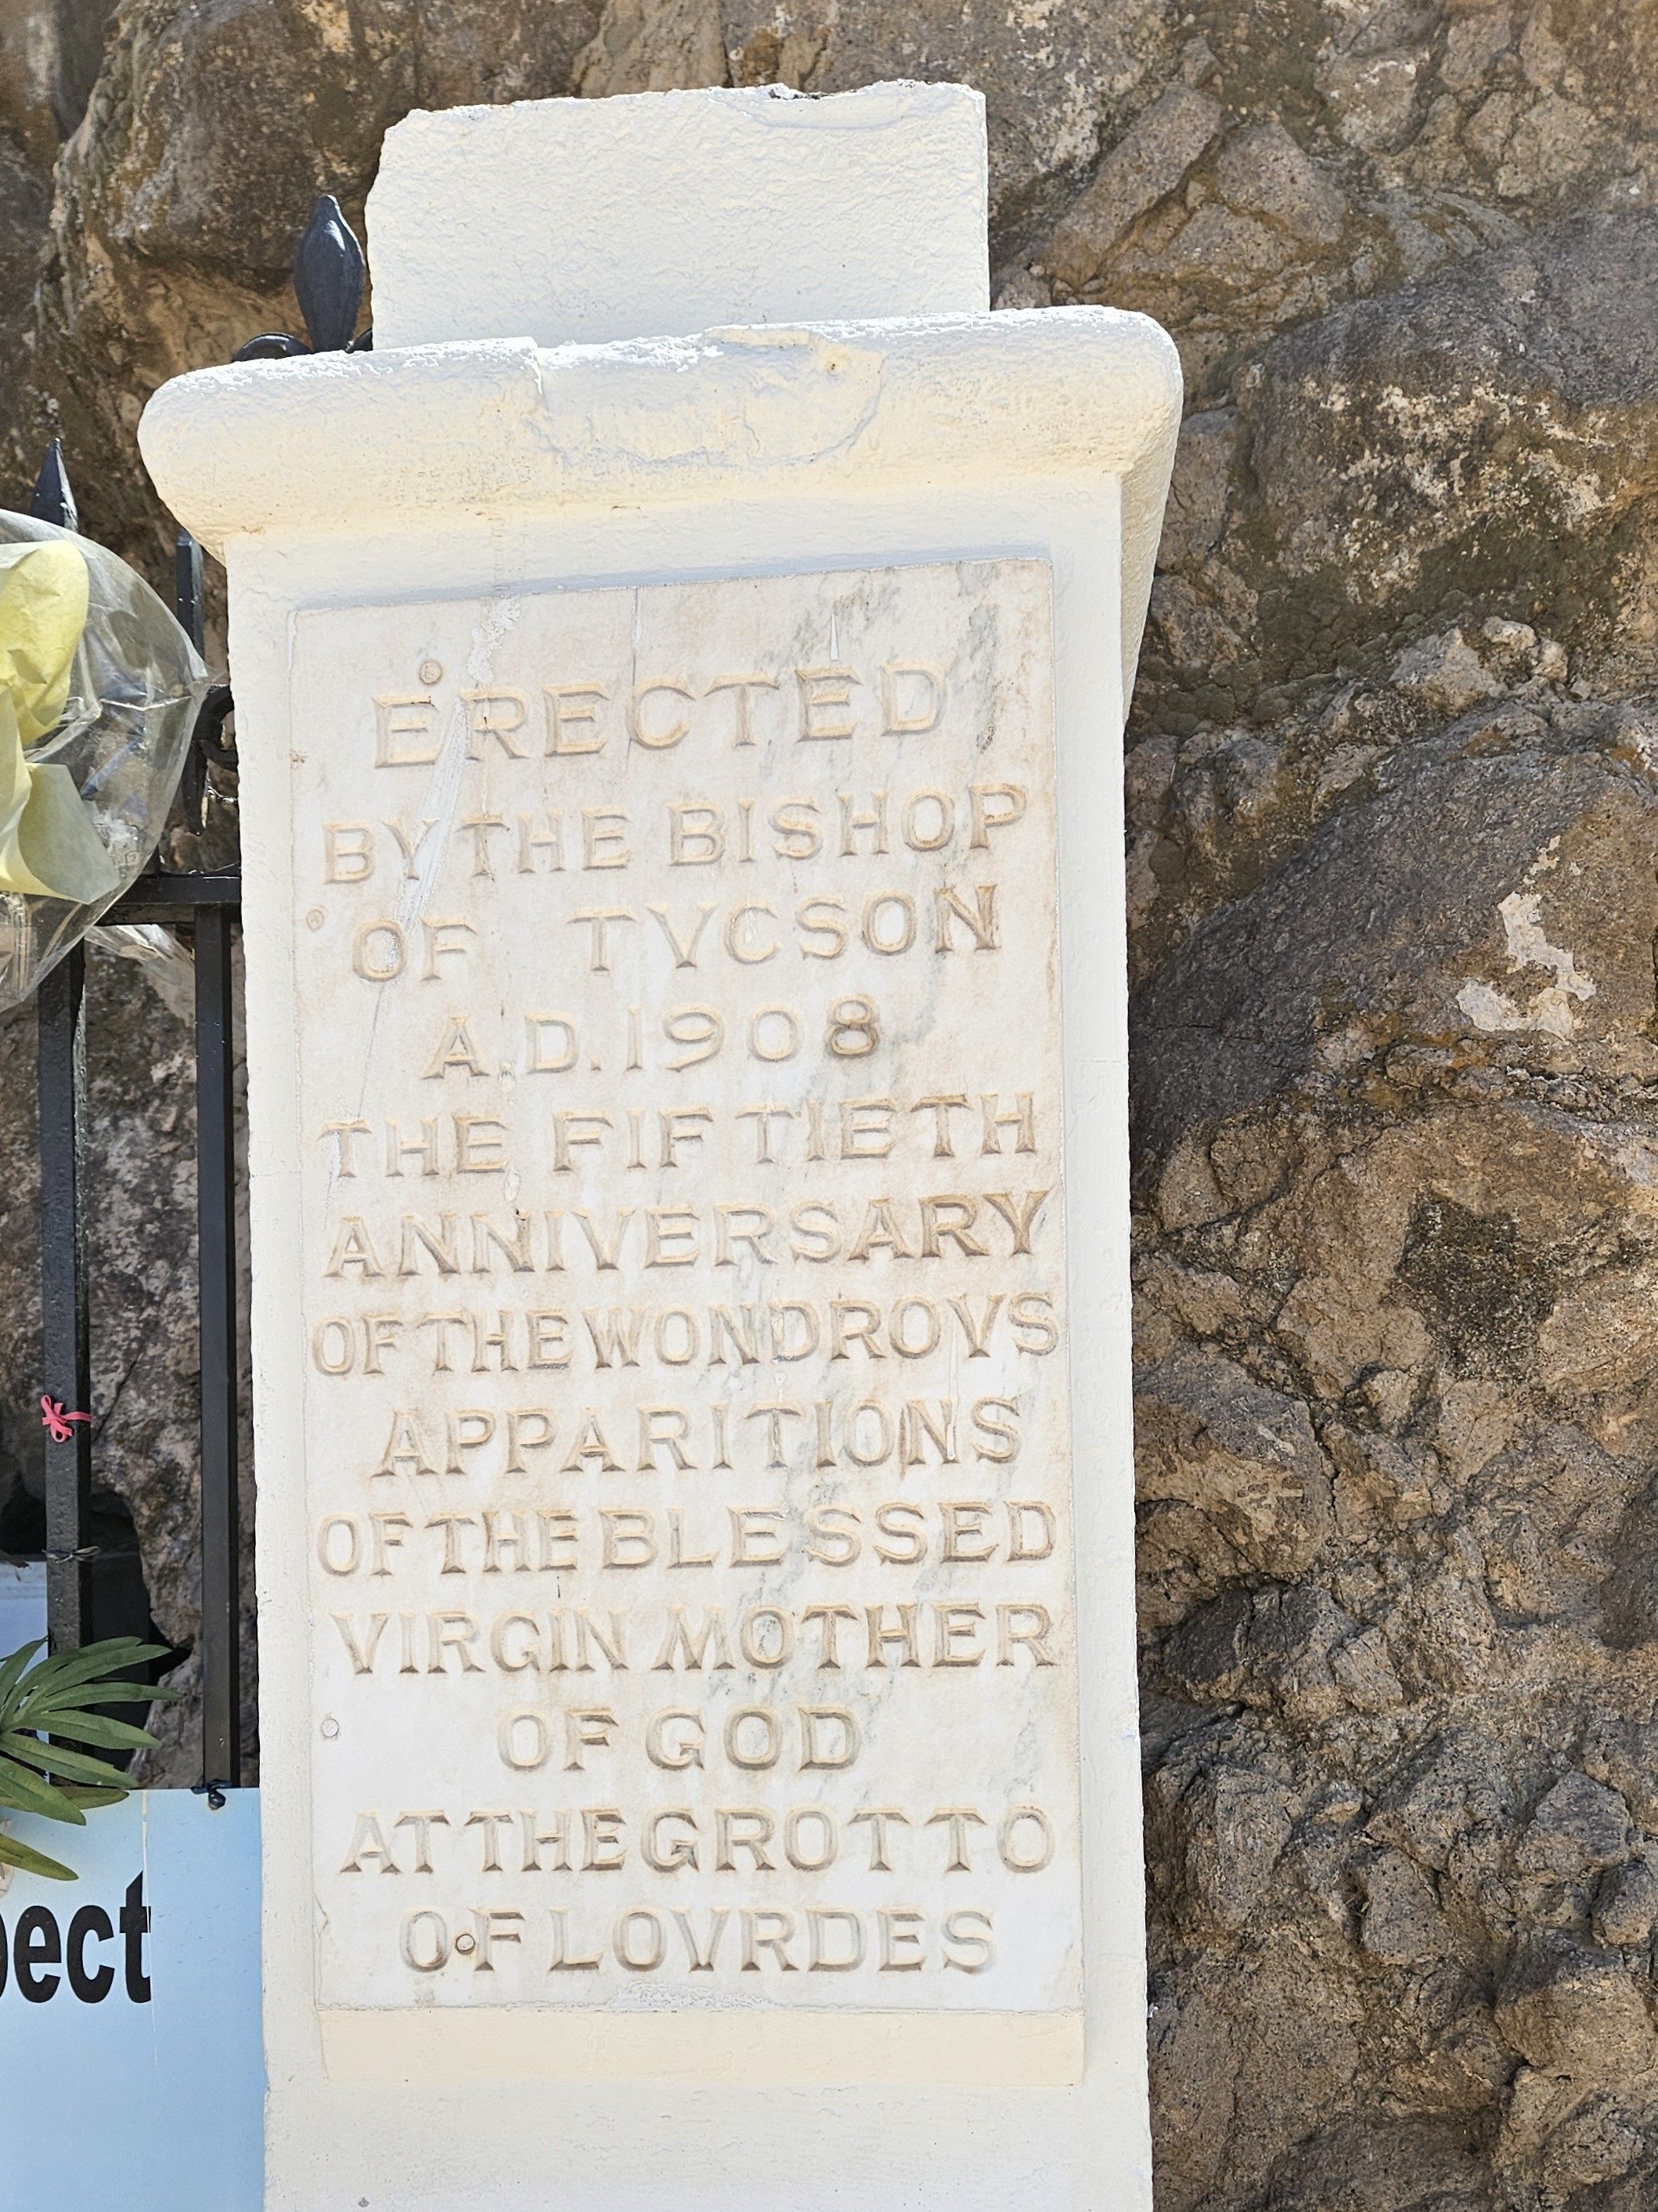 ERECTED
BY THE BISHOP
OF TVCSON
A.D. 1908
THE FIFTIETH
ANNIVERSARY
OF THE WONDROVS
APPARITIONS
OF THE BLESSED
VIRGIN MOTHER
OF GOD
AT THE GROTTO
OF LOVRDES